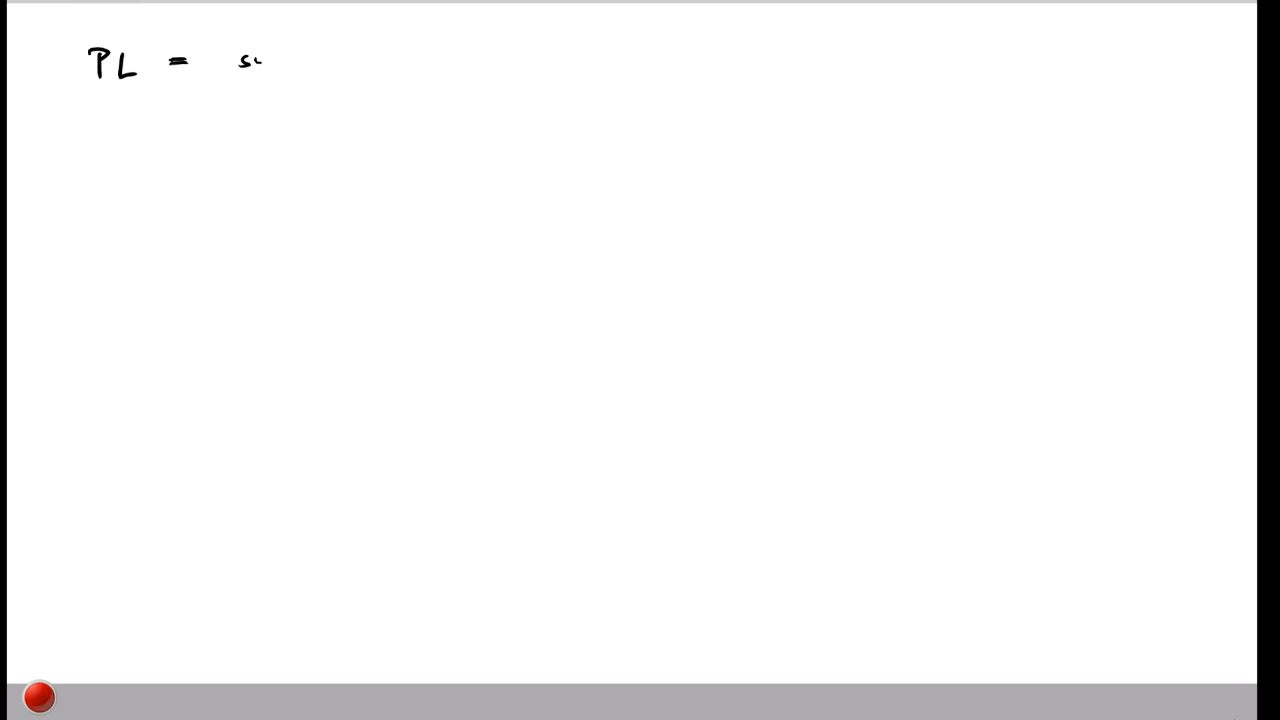 PL =